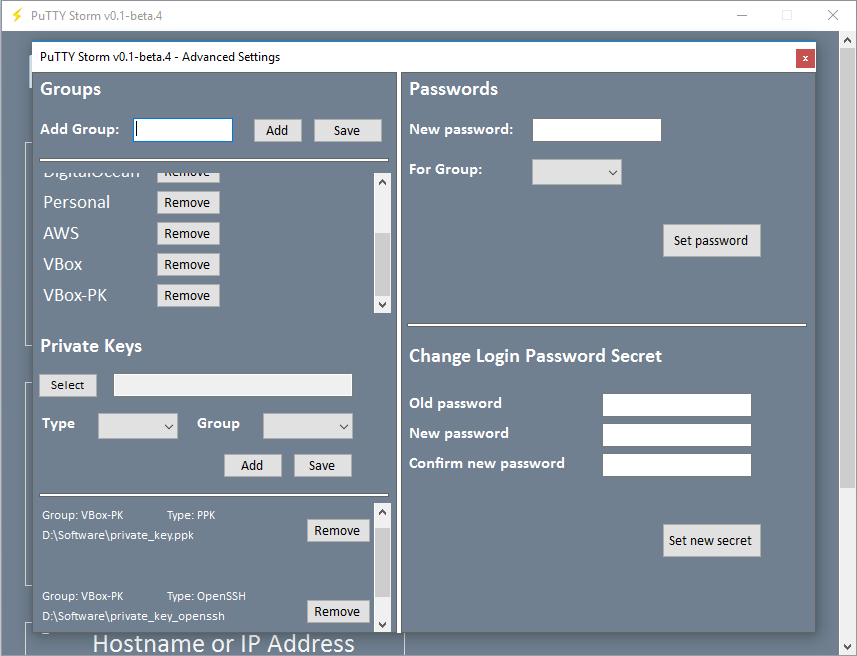 PuTTY Storm v0.1-beta.4
PuTTY Storm v0.1-beta.4 - Advanced Settings
x
Groups
Add Group:
Add
Save
DigitalOcean
Remove
Personal
Remove
AWS
Remove
VBox
Remove
VBox-PK
Remove
Private Keys
Select
Type
Group
Add
Save
Group: VBox-PK
Type: PPK
D:\Software\private_key.ppk
Remove
Group: VBox-PK
Type: OpenSSH
D:\Software\private_key_openssh
Remove
Passwords
New password:
For Group:
Set password
Change Login Password Secret
Old password
New password
Confirm new password
Set new secret
Hostname or IP Address